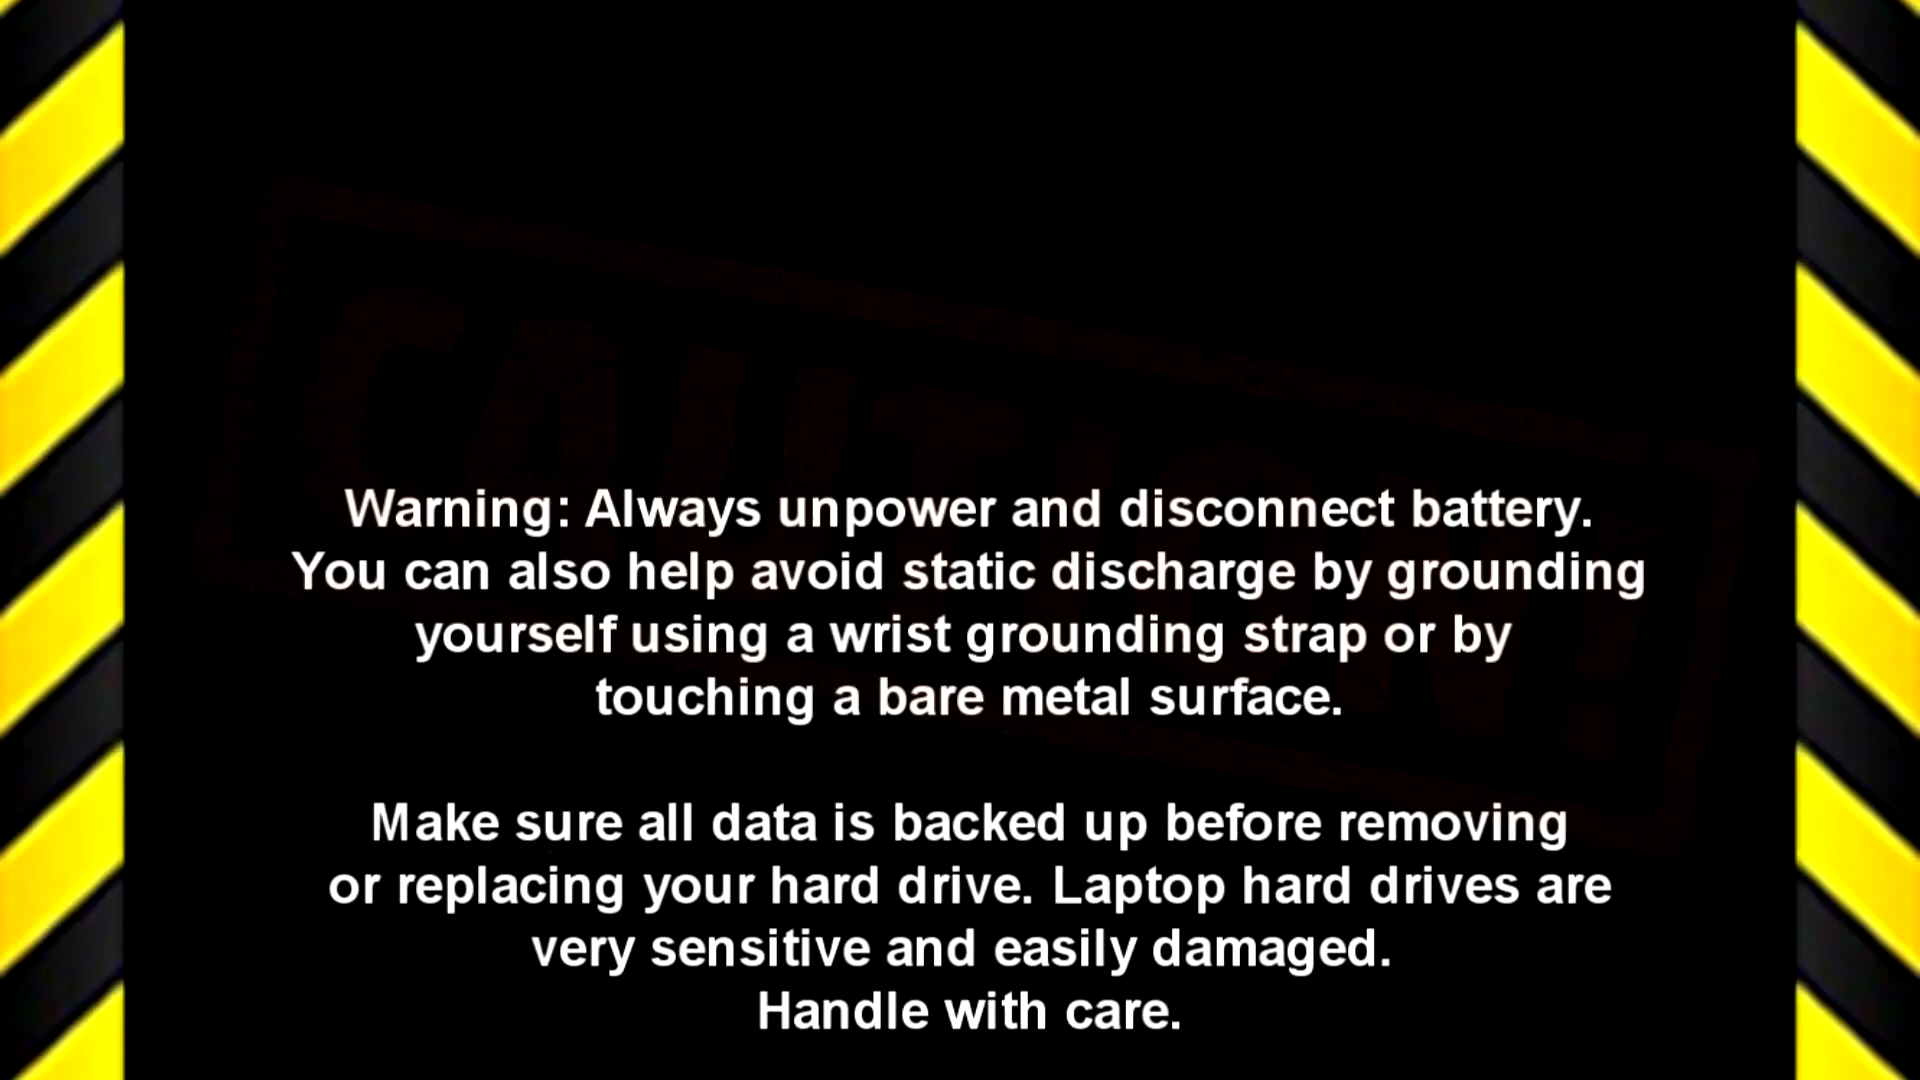 CAUTION!
Warning: Always unpower and disconnect battery.
You can also help avoid static discharge by grounding
yourself using a wrist grounding strap or by
touching a bare metal surface.
Make sure all data is backed up before removing
or replacing your hard drive. Laptop hard drives are
very sensitive and easily damaged.
Handle with care.